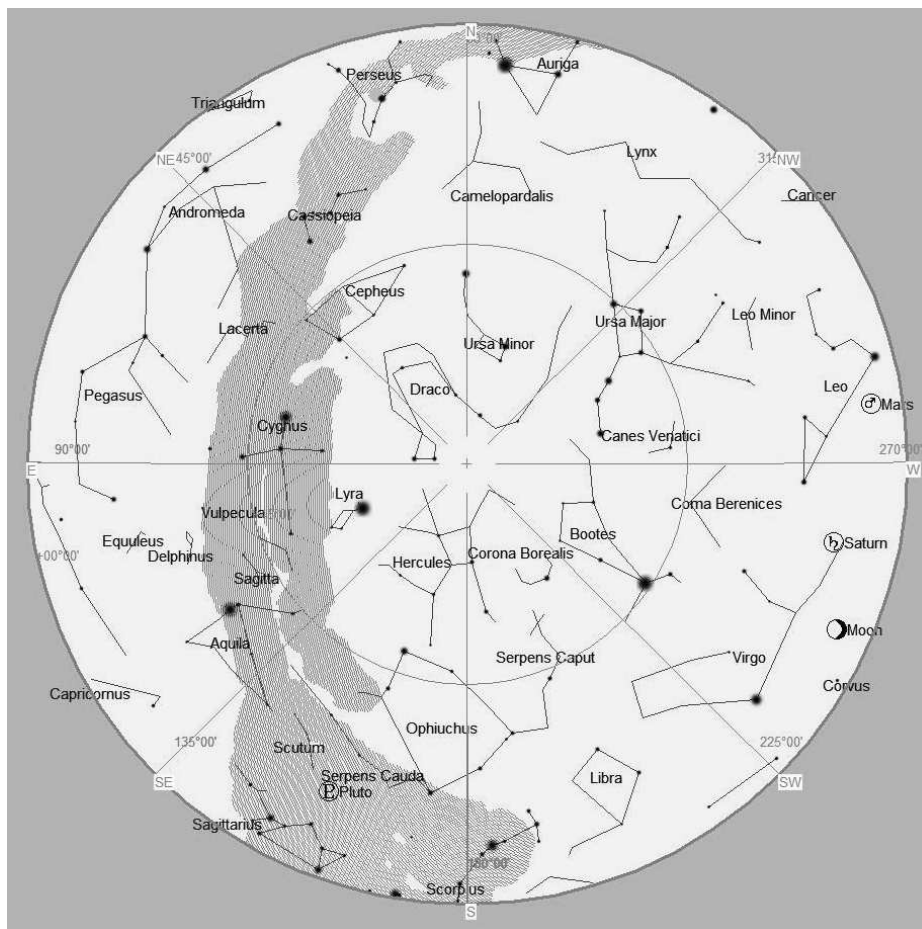 N
Auriga
Perseus
Triangulum
Lynx
NE
45°00'
NW
Cancer
Camelopardalis
Andromeda
Cassiopeia
Cepheus
Lacerta
Ursa Major
Leo Minor
Ursa Minor
Draco
Leo
Pegasus
Mars
Cygnus
Canes Venatici
90°00'
270°00'
E
W
Lyra
Coma Berenices
Vulpecula
Equuleus
Delphinus
Bootes
Saturn
Hercules
Corona Borealis
Sagitta
Aquila
Moon
Serpens Caput
Virgo
Capricornus
Corvus
Ophiuchus
135°00'
Scutum
225°00'
SE
Serpens Cauda
Libra
SW
Pluto
Sagittarius
180°00'
Scorpius
S